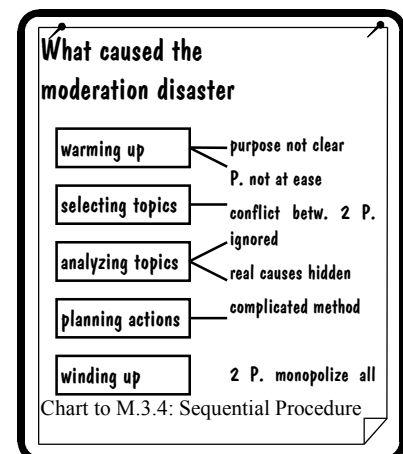 What caused the
moderation disaster
warming up
purpose not clear
P. not at ease
selecting topics
conflict betw. 2 P.
ignored
analyzing topics
real causes hidden
planning actions
complicated method
winding up
2 P. monopolize all
Chart to M.3.4: Sequential Procedure